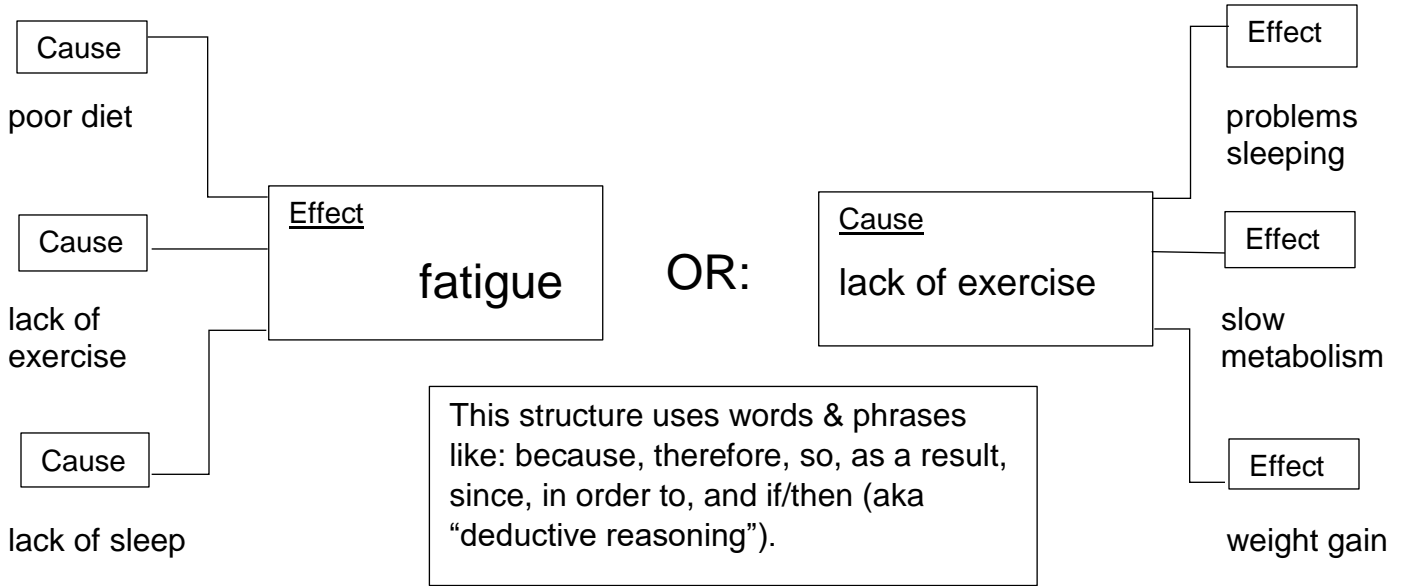 Cause
poor diet
Cause
lack of
exercise
Cause
lack of sleep
Effect
fatigue
OR:
Cause
lack of exercise
Effect
problems
sleeping
Effect
slow
metabolism
Effect
weight gain
This structure uses words & phrases
like: because, therefore, so, as a result,
since, in order to, and if/then (aka
“deductive reasoning”).